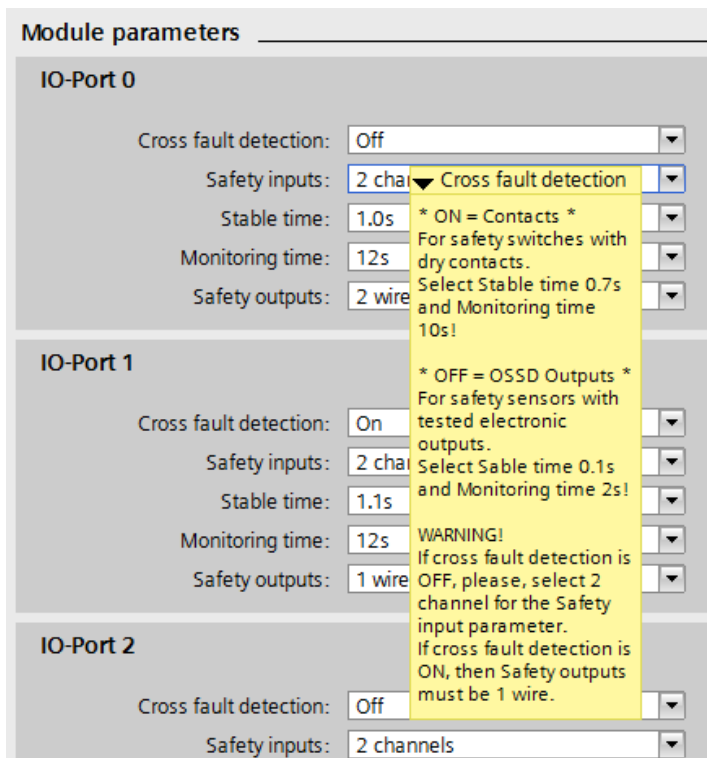 Module parameters
IO-Port 0
Cross fault detection: Off
Safety inputs: 2 cha
Stable time: 1.0s
Monitoring time: 12s
Safety outputs: 2 wire
Cross fault detection
* ON = Contacts *
For safety switches with
dry contacts.
Select Stable time 0.7s
and Monitoring time
10s!
* OFF = OSSD Outputs *
For safety sensors with
tested electronic
outputs.
Select Sable time 0.1s
and Monitoring time 2s!
WARNING!
If cross fault detection is
OFF, please, select 2
channel for the Safety
input parameter.
If cross fault detection is
ON, then Safety outputs
must be 1 wire.
IO-Port 1
Cross fault detection: On
Safety inputs: 2 cha
Stable time: 1.1s
Monitoring time: 12s
Safety outputs: 1 wire
IO-Port 2
Cross fault detection: Off
Safety inputs: 2 channels